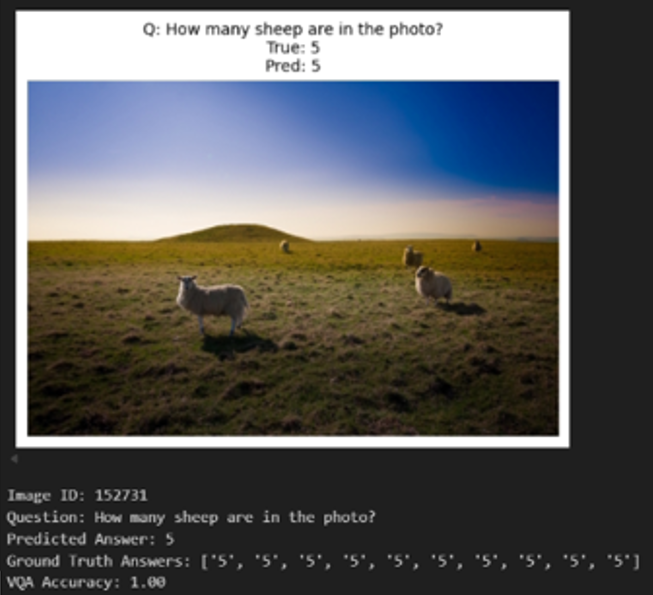 Q: How many sheep are in the photo?
True: 5
Pred: 5
Image ID: 152731
Question: How many sheep are in the photo?
Predicted Answer: 5
Ground Truth Answers: ['5', '5', '5', '5', '5', '5', '5', '5', '5', '5']
VQA Accuracy: 1.00